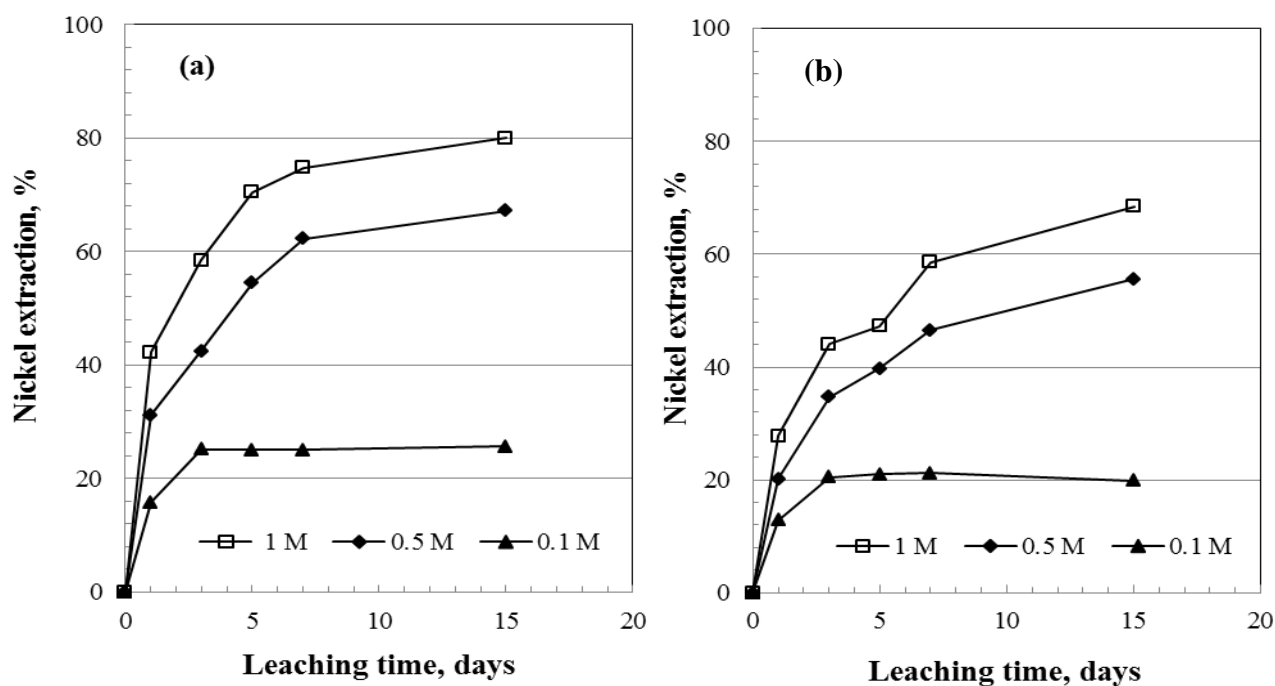 100
80
60
40
20
0
Nickel extraction, %
(a)
1 M 0.5 M 0.1 M
0 5 10 15 20
Leaching time, days
100
80
60
40
20
0
Nickel extraction, %
(b)
1 M 0.5 M 0.1 M
0 5 10 15 20
Leaching time, days